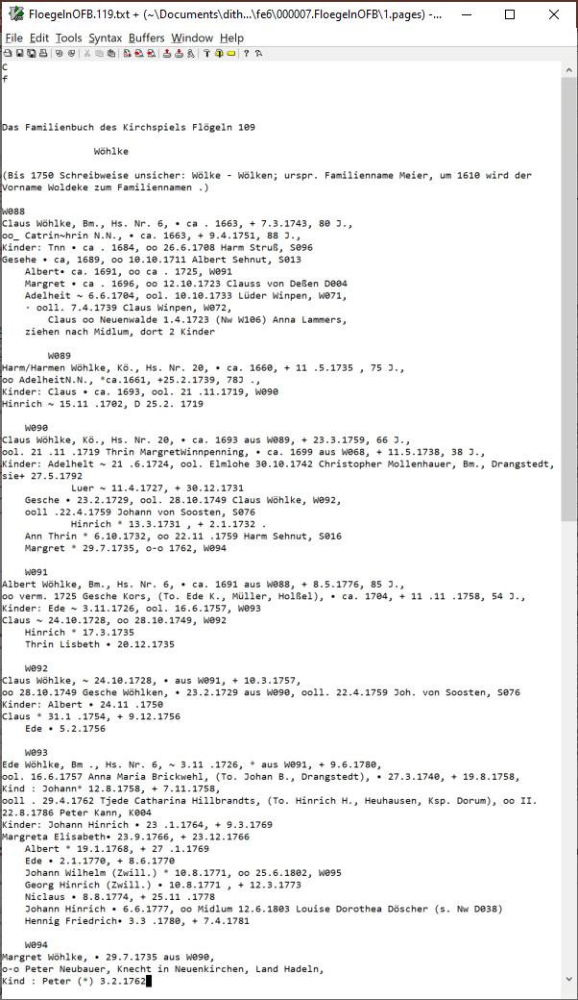 FloegelnOFB.119.txt + (~\Documents\dith...\fe6\000007.FloegelnOFB\1.pages) -...
File Edit Tools Syntax Buffers Window Help
C
f
Das Familienbuch des Kirchspiels Flögeln 109
Wöhlke
(Bis 1750 Schreibweise unsicher: Wölke - Wölken; urspr. Familienname Meier, um 1610 wird der
Vorname Woldeke zum Familiennamen .)
W088
Claus Wöhlke, Bm., Hs. Nr. 6, • ca . 1663, + 7.3.1743, 80 J.,
oo_ Catrin~hrin N.N., • ca. 1663, + 9.4.1751, 88 J.,
Kinder: Tnn • ca . 1684, oo 26.6.1708 Harm Struß, S096
Gesehe • ca, 1689, oo 10.10.1711 Albert Sehnut, S013
Albert• ca. 1691, oo ca . 1725, W091
Margret • ca . 1696, oo 12.10.1723 Clauss von Deßen D004
Adelheit ~ 6.6.1704, ool. 10.10.1733 Lüder Winpen, W071,
· ooll. 7.4.1739 Claus Winpen, W072,
Claus oo Neuenwalde 1.4.1723 (Nw W106) Anna Lammers,
ziehen nach Midlum, dort 2 Kinder
W089
Harm/Harmen Wöhlke, Kö., Hs. Nr. 20, • ca. 1660, + 11 .5.1735 , 75 J.,
oo AdelheitN.N., *ca.1661, +25.2.1739, 78J .,
Kinder: Claus • ca. 1693, ool. 21 .11.1719, W090
Hinrich ~ 15.11 .1702, D 25.2. 1719
W090
Claus Wöhlke, Kö., Hs. Nr. 20, • ca. 1693 aus W089, + 23.3.1759, 66 J.,
ool. 21 .11 .1719 Thrin MargretWinnpenning, • ca. 1699 aus W068, + 11.5.1738, 38 J.,
Kinder: Adelhelt ~ 21 .6.1724, ool. Elmlohe 30.10.1742 Christopher Mollenhauer, Bm., Drangstedt,
sie+ 27.5.1792
Luer ~ 11.4.1727, + 30.12.1731
Gesche • 23.2.1729, ool. 28.10.1749 Claus Wöhlke, W092,
ooll .22.4.1759 Johann von Soosten, S076
Hinrich * 13.3.1731 , + 2.1.1732 .
Ann Thrin * 6.10.1732, oo 22.11 .1759 Harm Sehnut, S016
Margret * 29.7.1735, o-o 1762, W094
W091
Albert Wöhlke, Bm., Hs. Nr. 6, • ca. 1691 aus W088, + 8.5.1776, 85 J.,
oo verm. 1725 Gesche Kors, (To. Ede K., Müller, Holßel), • ca. 1704, + 11 .11 .1758, 54 J.,
Kinder: Ede ~ 3.11.1726, ool. 16.6.1757, W093
Claus ~ 24.10.1728, oo 28.10.1749, W092
Hinrich * 17.3.1735
Thrin Lisbeth • 20.12.1735
W092
Claus Wöhlke, ~ 24.10.1728, • aus W091, + 10.3.1757,
oo 28.10.1749 Gesche Wöhlken, • 23.2.1729 aus W090, ooll. 22.4.1759 Joh. von Soosten, S076
Kinder: Albert • 24.11 .1750
Claus * 31.1 .1754, + 9.12.1756
Ede • 5.2.1756
W093
Ede Wöhlke, Bm ., Hs. Nr. 6, ~ 3.11 .1726, * aus W091, + 9.6.1780,
ool. 16.6.1757 Anna Maria Brickwehl, (To. Johan B., Drangstedt), • 27.3.1740, + 19.8.1758,
Kind : Johann* 12.8.1758, + 7.11.1758,
ooll . 29.4.1762 Tjede Catharina Hillbrandts, (To. Hinrich H., Heuhausen, Ksp. Dorum), oo II.
22.8.1786 Peter Kann, K004
Kinder: Johann Hinrich • 23 .1.1764, + 9.3.1769
Margreta Elisabeth• 23.9.1766, + 23.12.1766
Albert * 19.1.1768, + 27 .1.1769
Ede • 2.1.1770, + 8.6.1770
Johann Wilhelm (Zwill.) * 10.8.1771, oo 25.6.1802, W095
Georg Hinrich (Zwill.) • 10.8.1771 , + 12.3.1773
Niclaus • 8.8.1774, + 25.11 .1778
Johann Hinrich • 6.6.1777, oo Midlum 12.6.1803 Louise Dorothea Döscher (s. Nw D038)
Hennig Friedrich• 3.3 .1780, + 7.4.1781
W094
Margret Wöhlke, • 29.7.1735 aus W090,
o-o Peter Neubauer, Knecht in Neuenkirchen, Land Hadeln,
Kind : Peter (*) 3.2.1762